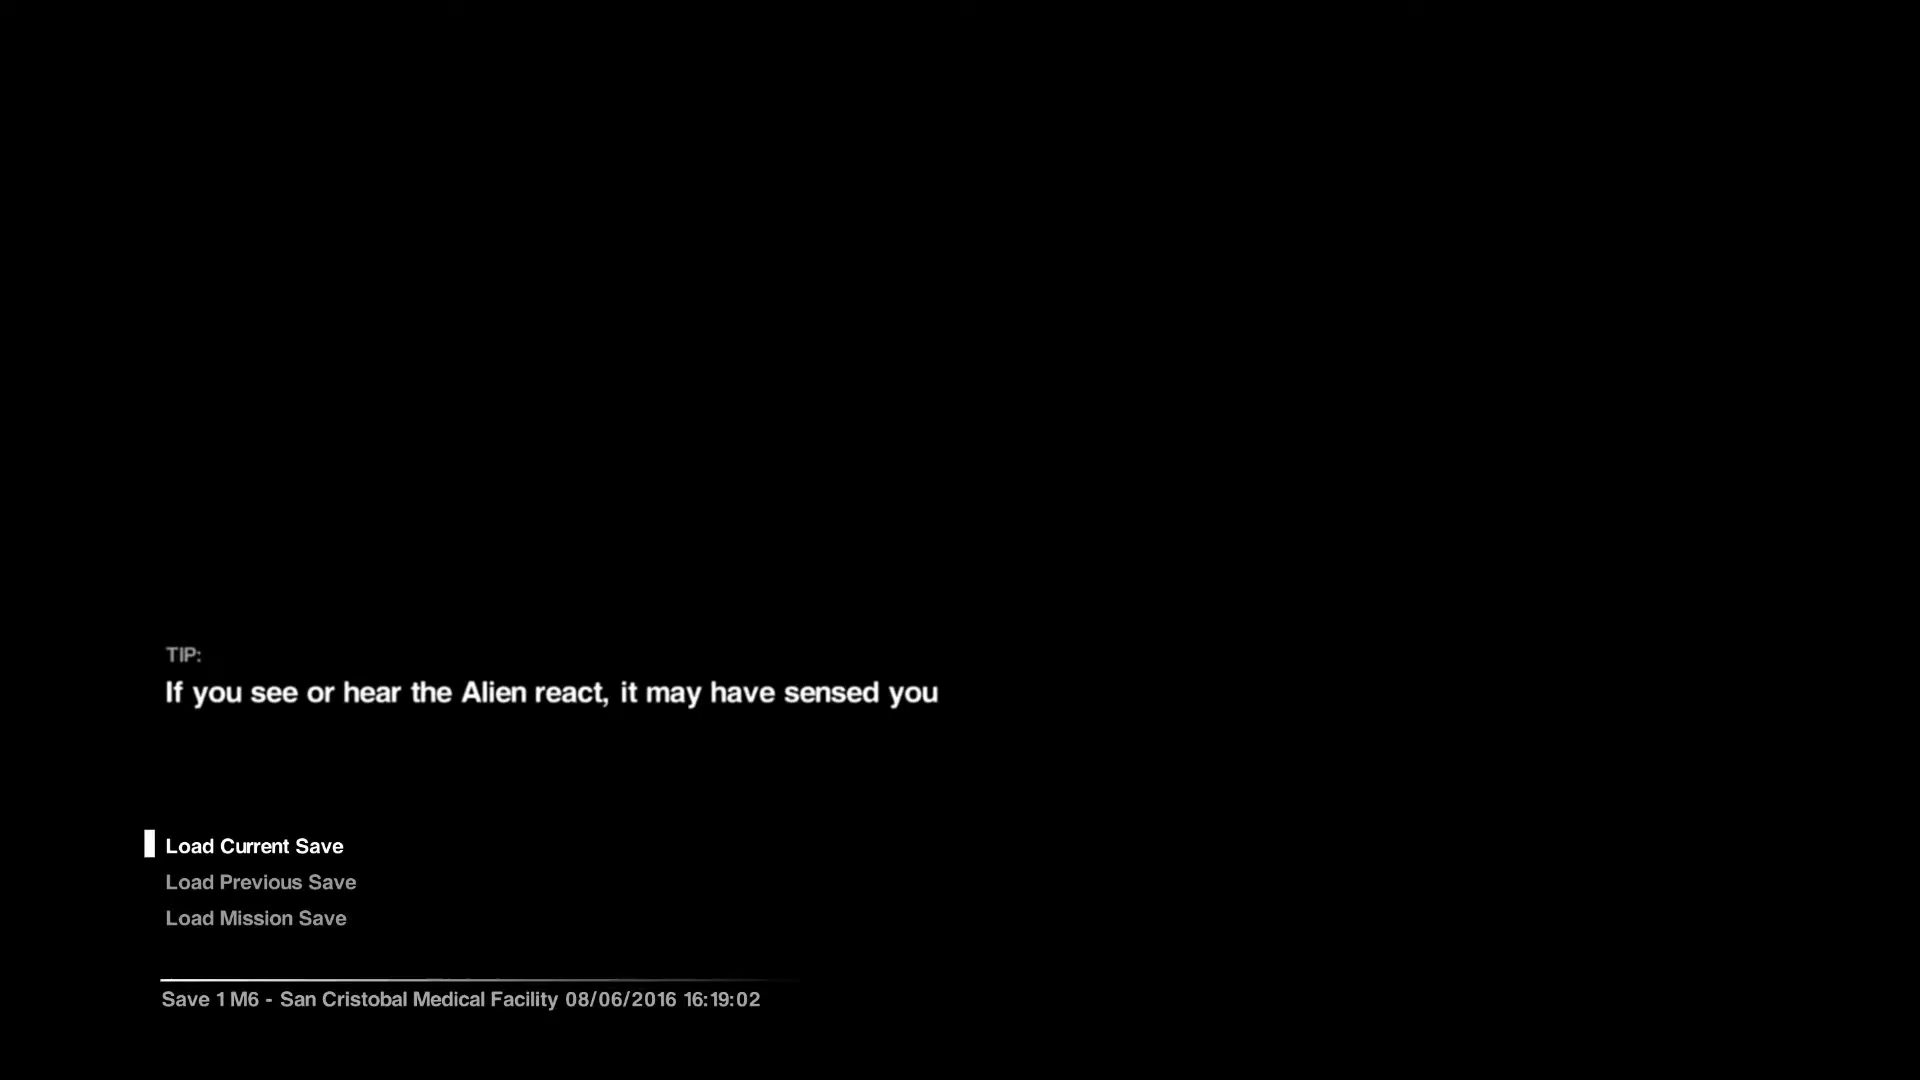 TIP:
If you see or hear the Alien react, it may have sensed you
Load Current Save
Load Previous Save
Load Mission Save
Save 1 M6 - San Cristobal Medical Facility 08/06/2016 16:19:02